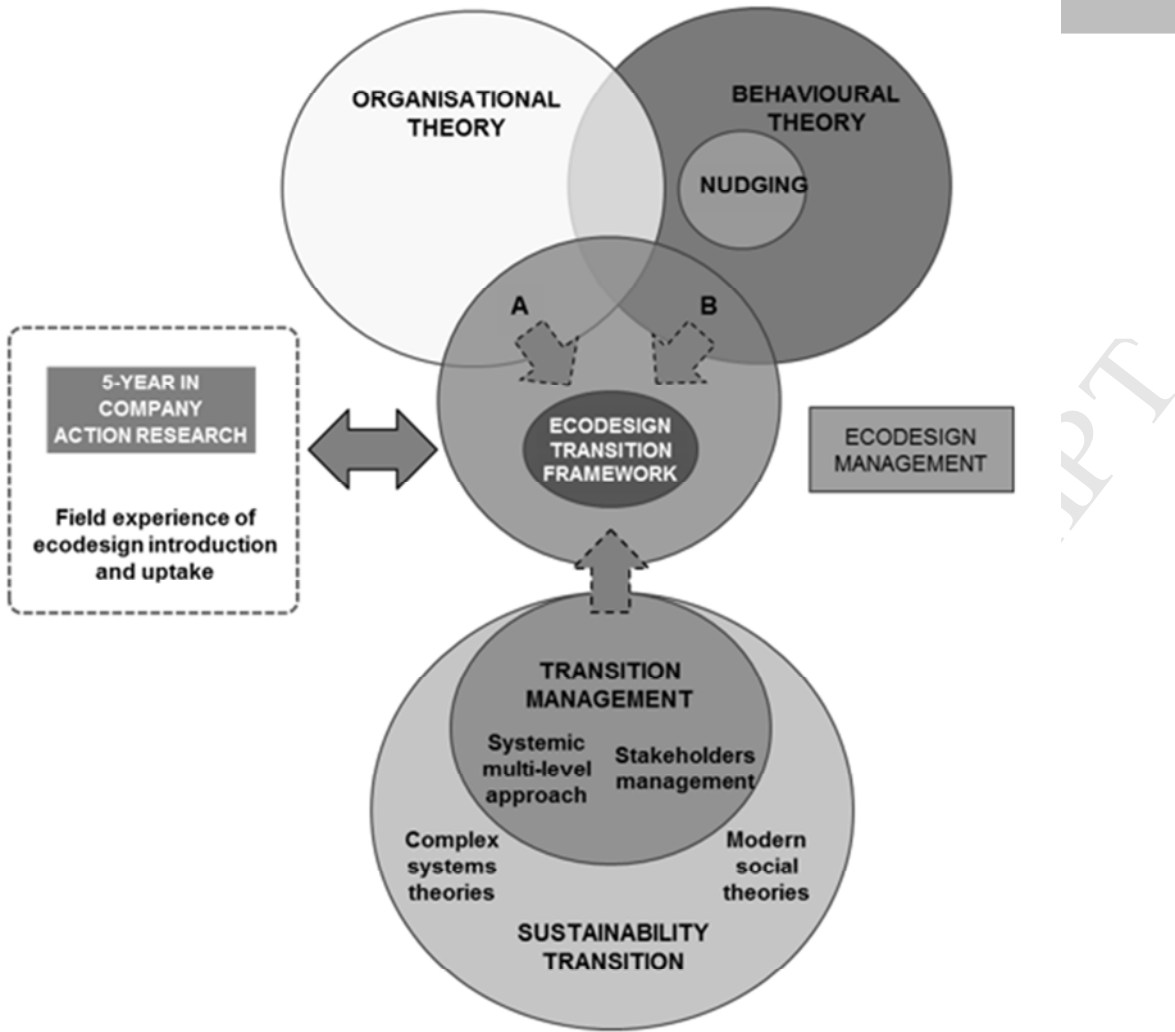 ORGANISATIONAL
THEORY
BEHAVIOURAL
THEORY
NUDGING
A
B
5-YEAR IN
COMPANY
ACTION RESEARCH
Field experience of
ecodesign introduction
and uptake
ECODESIGN
TRANSITION
FRAMEWORK
ECODESIGN
MANAGEMENT
TRANSITION
MANAGEMENT
Systemic
multi-level
approach
Stakeholders
management
Complex
systems
theories
Modern
social
theories
SUSTAINABILITY
TRANSITION